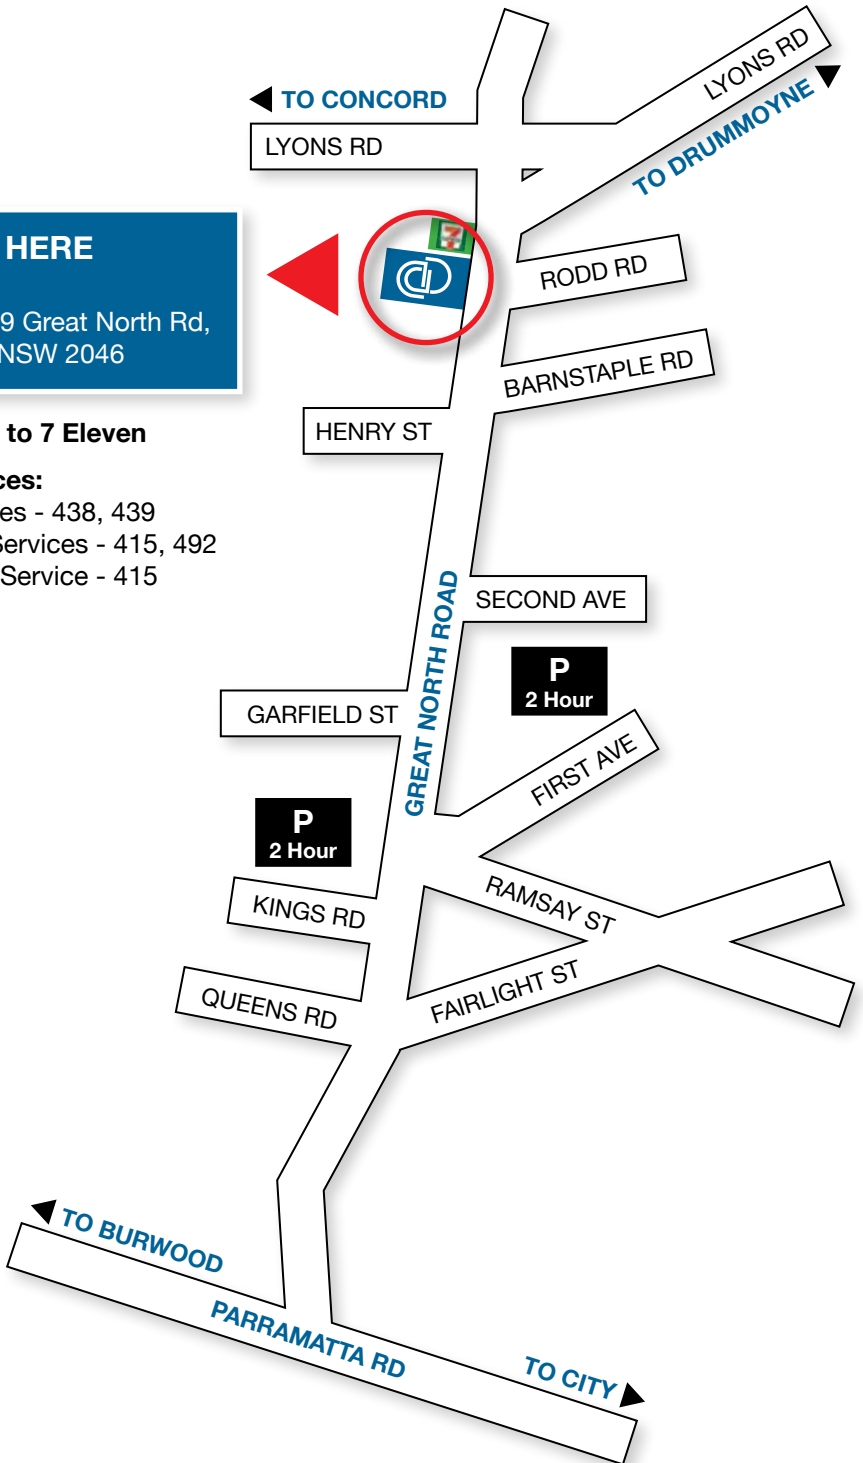 LYONS RD
TO CONCORD
TO DRUMMOYNE
LYONS RD
HERE
9 Great North Rd,
NSW 2046
7
RODD RD
BARNSTAPLE RD
HENRY ST
to 7 Eleven
ces:
es - 438, 439
Services - 415, 492
Service - 415
SECOND AVE
GREAT NORTH ROAD
P
2 Hour
GARFIELD ST
FIRST AVE
P
2 Hour
KINGS RD
RAMSAY ST
QUEENS RD
FAIRLIGHT ST
TO BURWOOD
PARRAMATTA RD
TO CITY